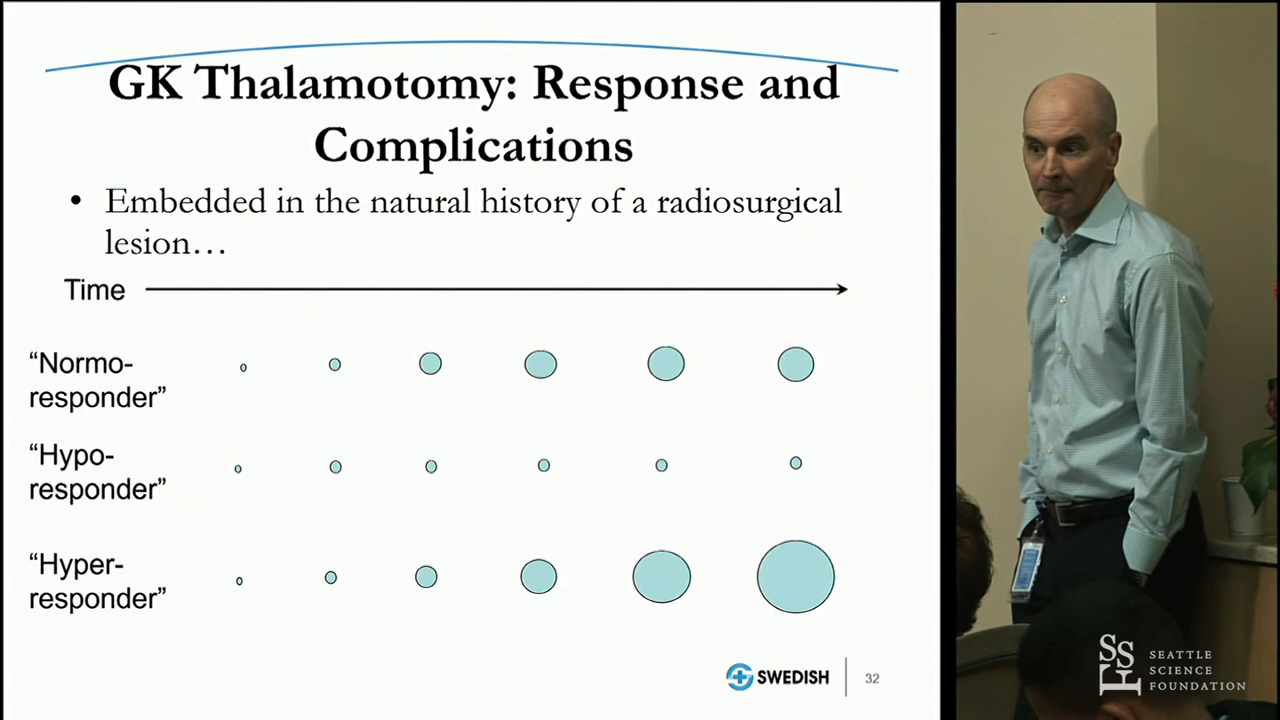 GK Thalamotomy: Response and
Complications
• Embedded in the natural history of a radiosurgical
lesion…
Time
“Normo-
responder”
“Hypo-
responder”
“Hyper-
responder”
SWEDISH
32
SSF
SEATTLE
SCIENCE
FOUNDATION